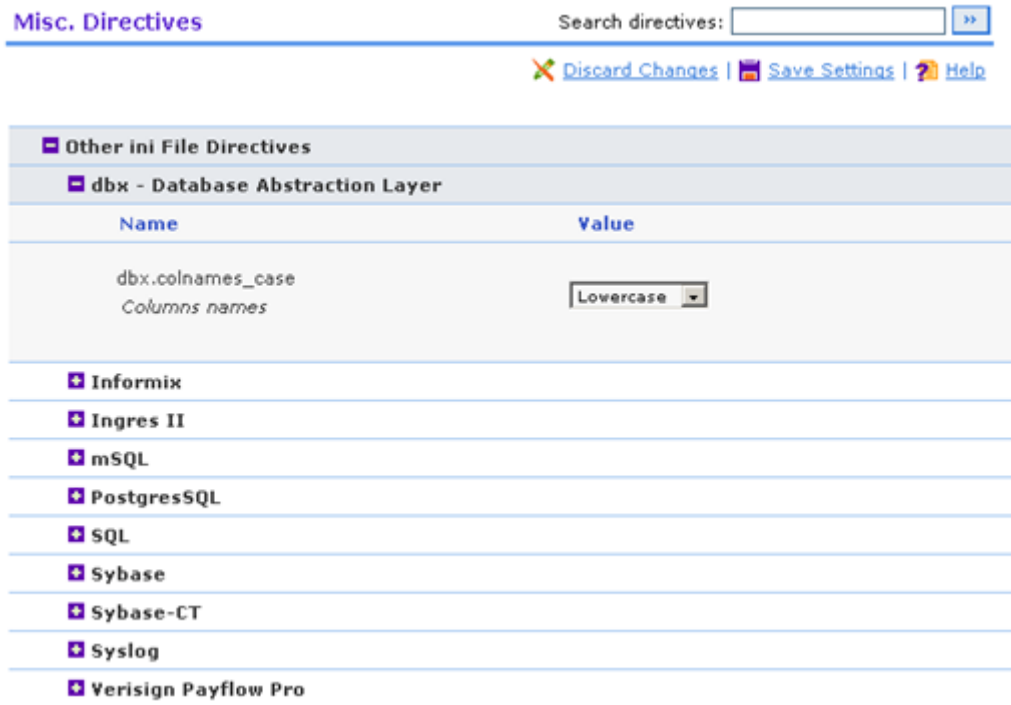 Misc. Directives Search directives: »
Discard Changes | Save Settings | Help
Other ini File Directives
dbx - Database Abstraction Layer
Name Value
dbx.colnames_case
Lowercase
Columns names
Informix
Ingres II
mSQL
PostgresSQL
SQL
Sybase
Sybase-CT
Syslog
Verisign Payflow Pro